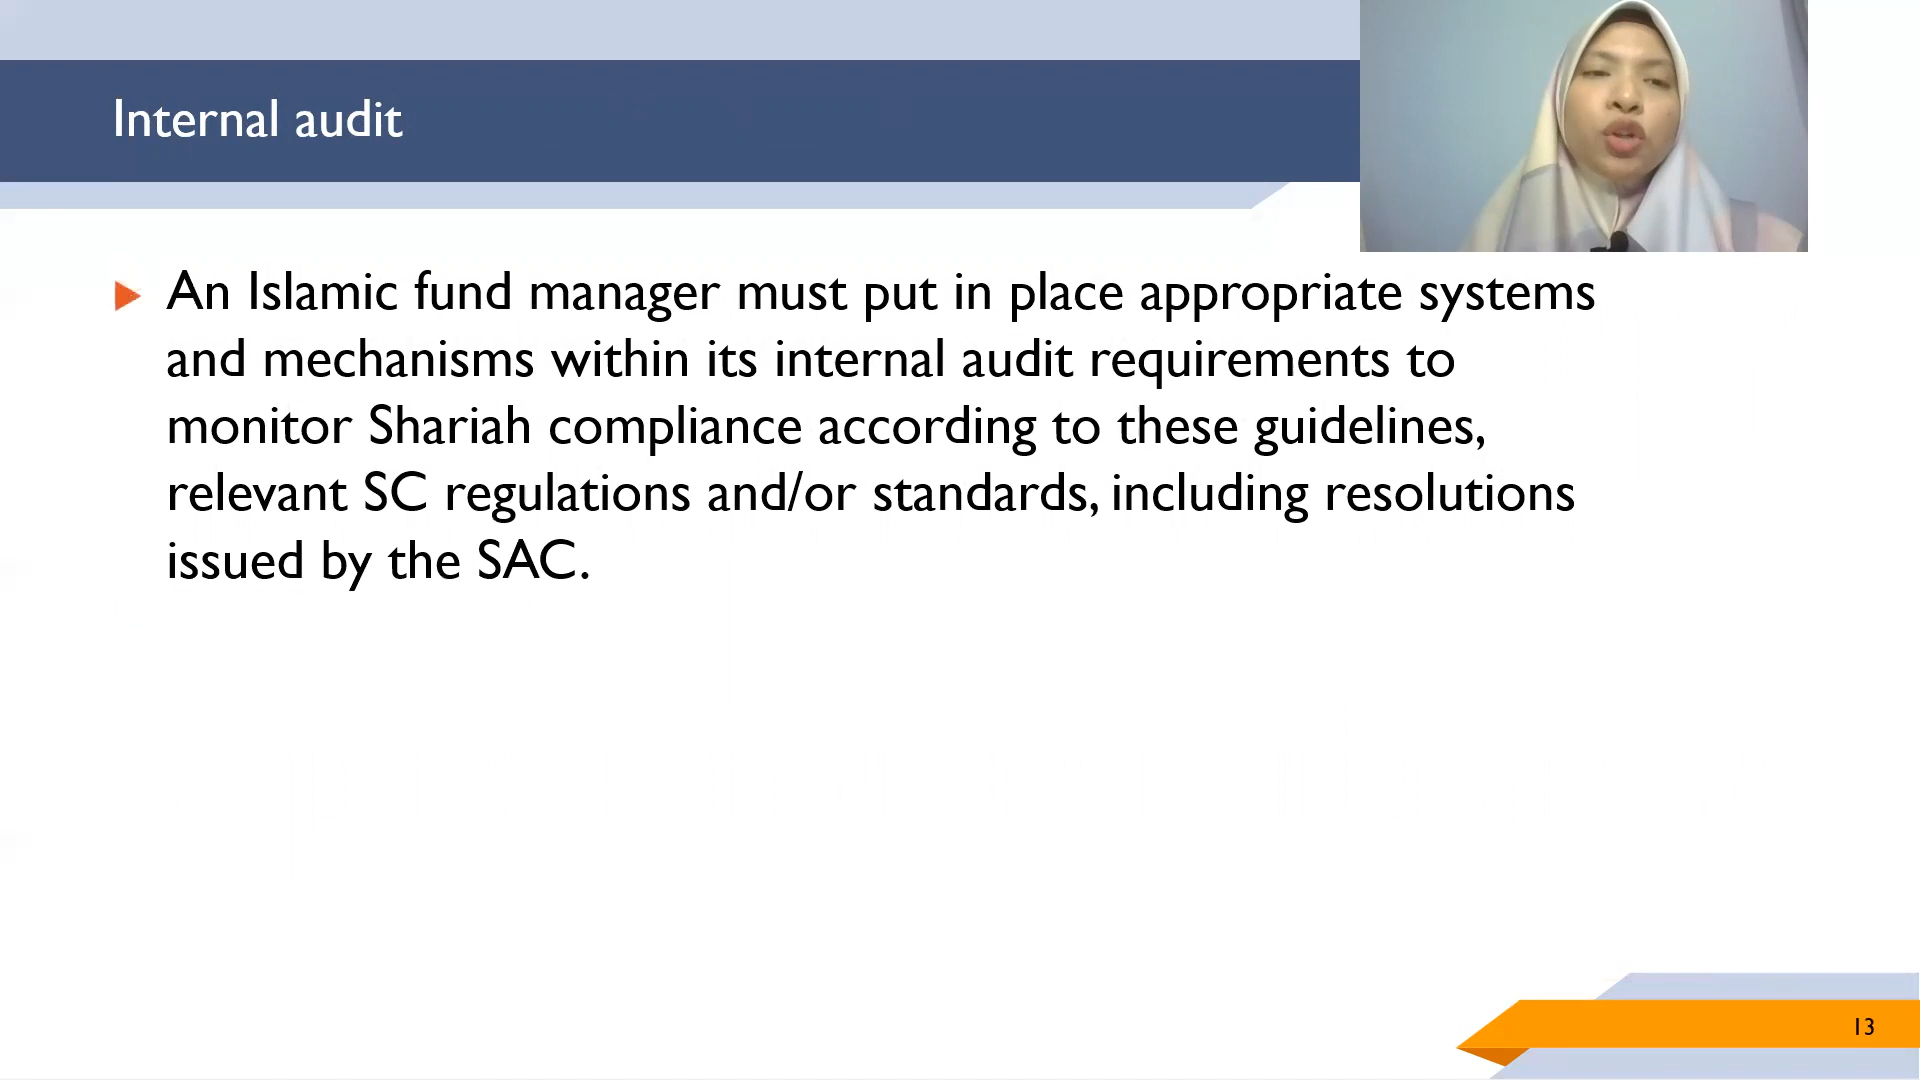 Internal audit
An Islamic fund manager must put in place appropriate systems
and mechanisms within its internal audit requirements to
monitor Shariah compliance according to these guidelines,
relevant SC regulations and/or standards, including resolutions
issued by the SAC.
13